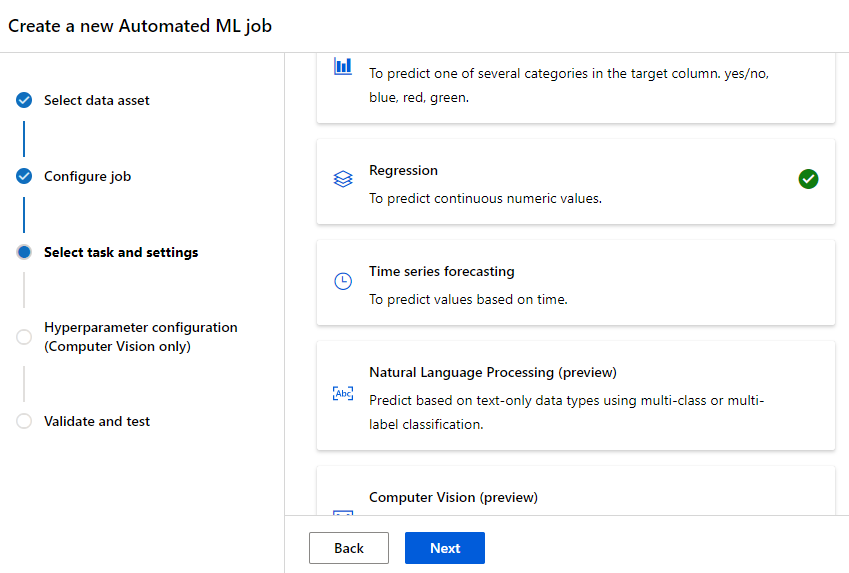 Create a new Automated ML job
Select data asset
Configure job
Select task and settings
Hyperparameter configuration
(Computer Vision only)
Validate and test
To predict one of several categories in the target column. yes/no,
blue, red, green.
Regression
To predict continuous numeric values.
Time series forecasting
To predict values based on time.
Abc
Natural Language Processing (preview)
Predict based on text-only data types using multi-class or multi-
label classification.
Computer Vision (preview)
Back
Next